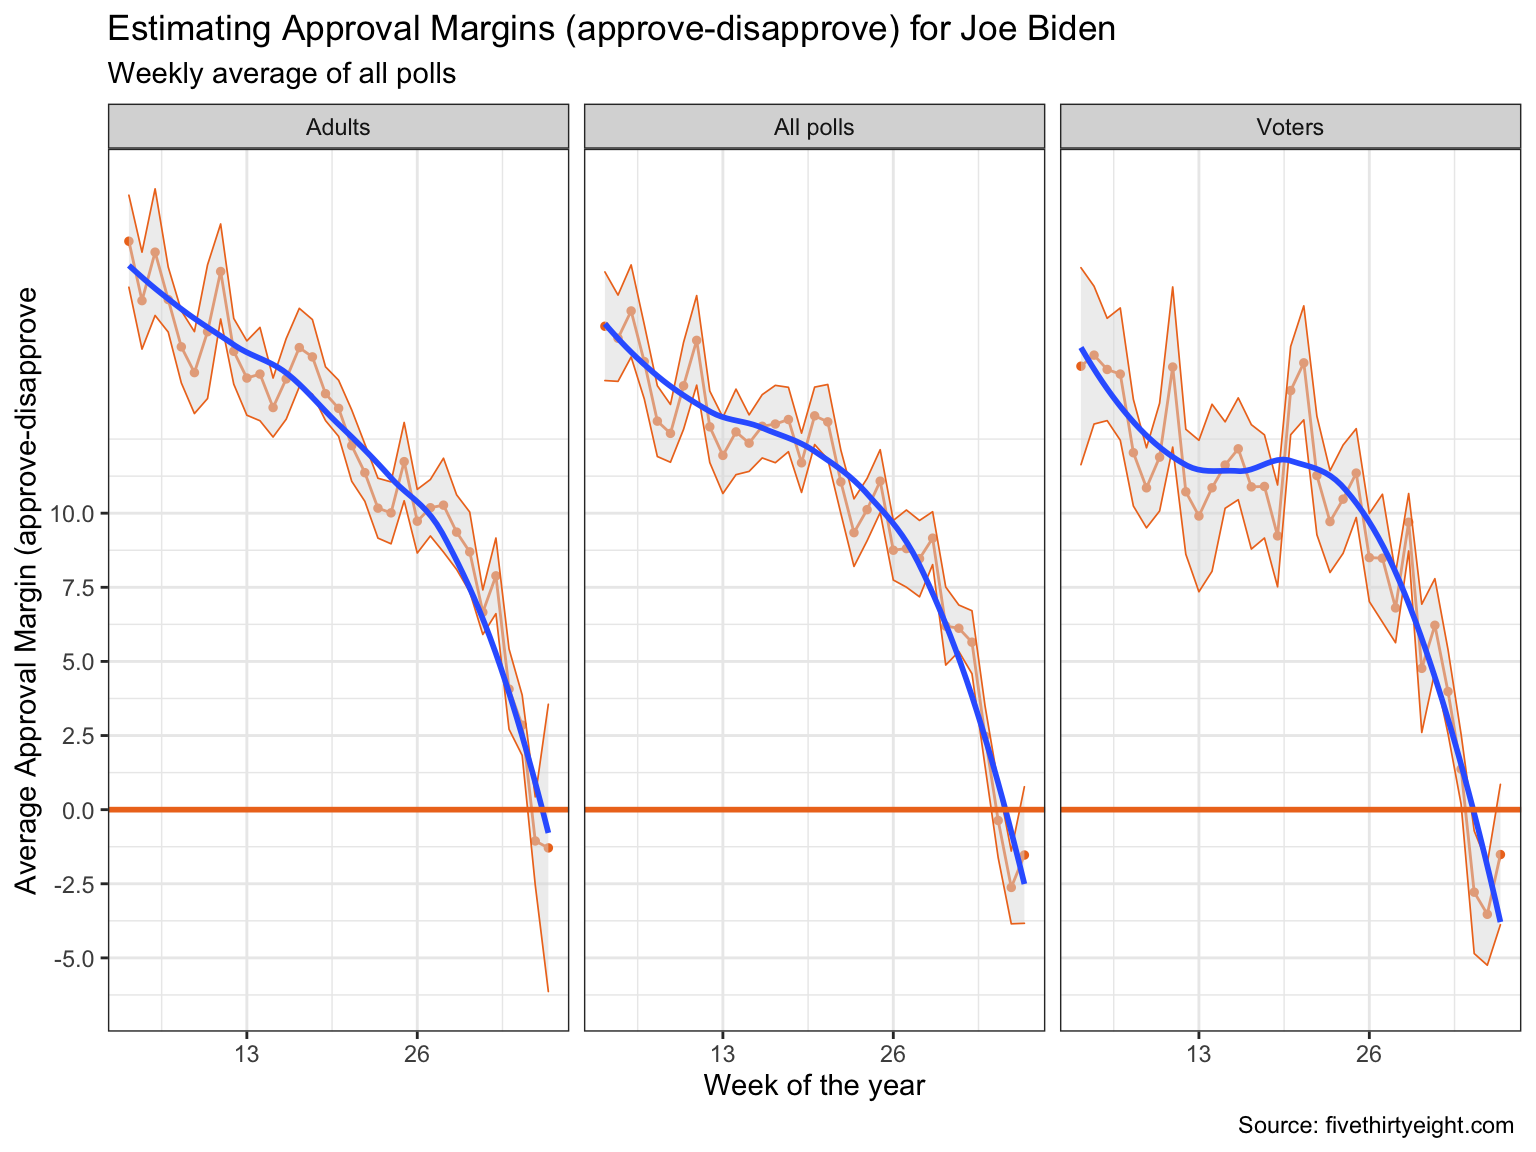 Estimating Approval Margins (approve-disapprove) for Joe Biden
Weekly average of all polls
Adults
All polls
Voters
Average Approval Margin (approve-disapprove
10.0
7.5
5.0
2.5
0.0
-2.5
-5.0
13
26
13
26
13
26
Week of the year
Source: fivethirtyeight.com